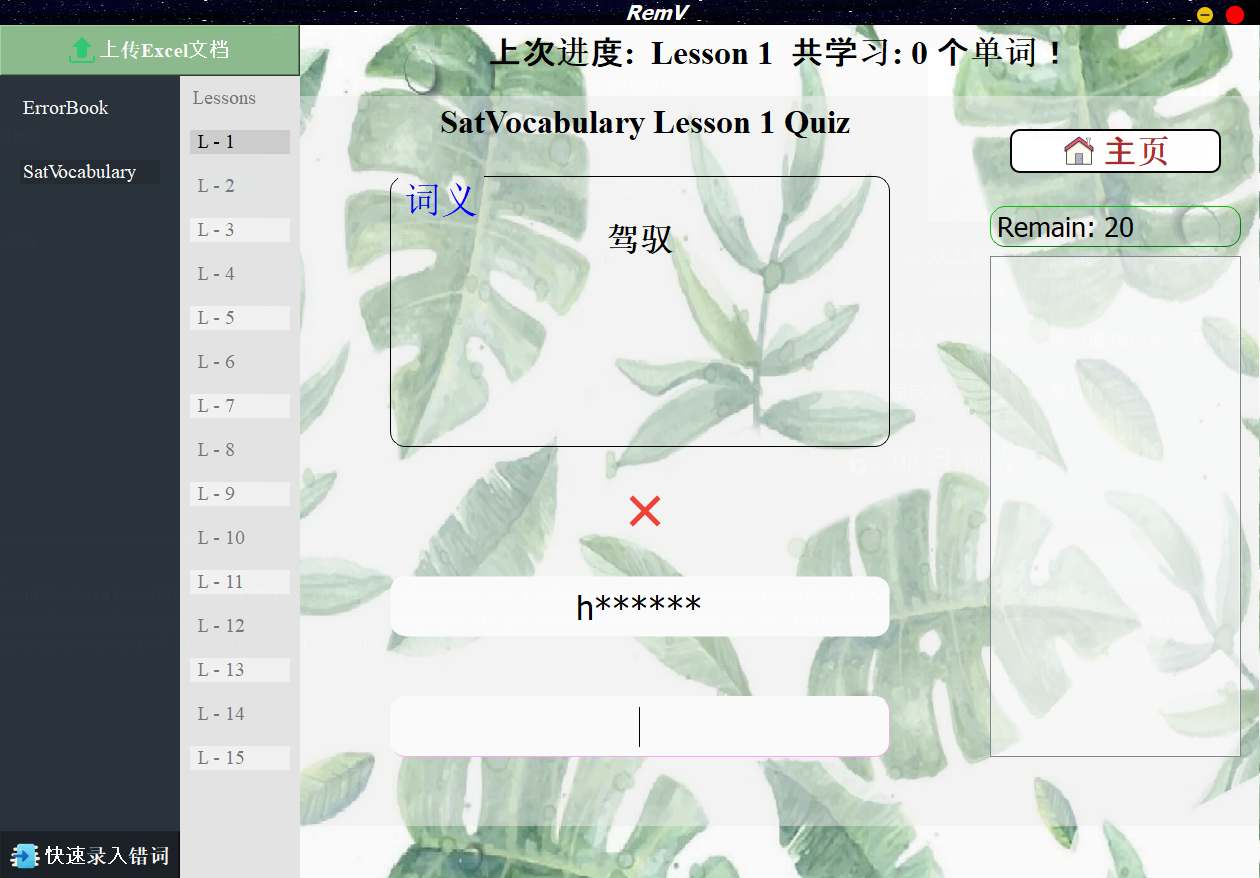 RemV
上传Excel文档
上次进度: Lesson 1 共学习: 0 个单词 !
ErrorBook
SatVocabulary
Lessons
L - 1
L - 2
L - 3
L - 4
L - 5
L - 6
L - 7
L - 8
L - 9
L - 10
L - 11
L - 12
L - 13
L - 14
L - 15
快速录入错词
SatVocabulary Lesson 1 Quiz
词义
驾驭
h******
主页
Remain: 20